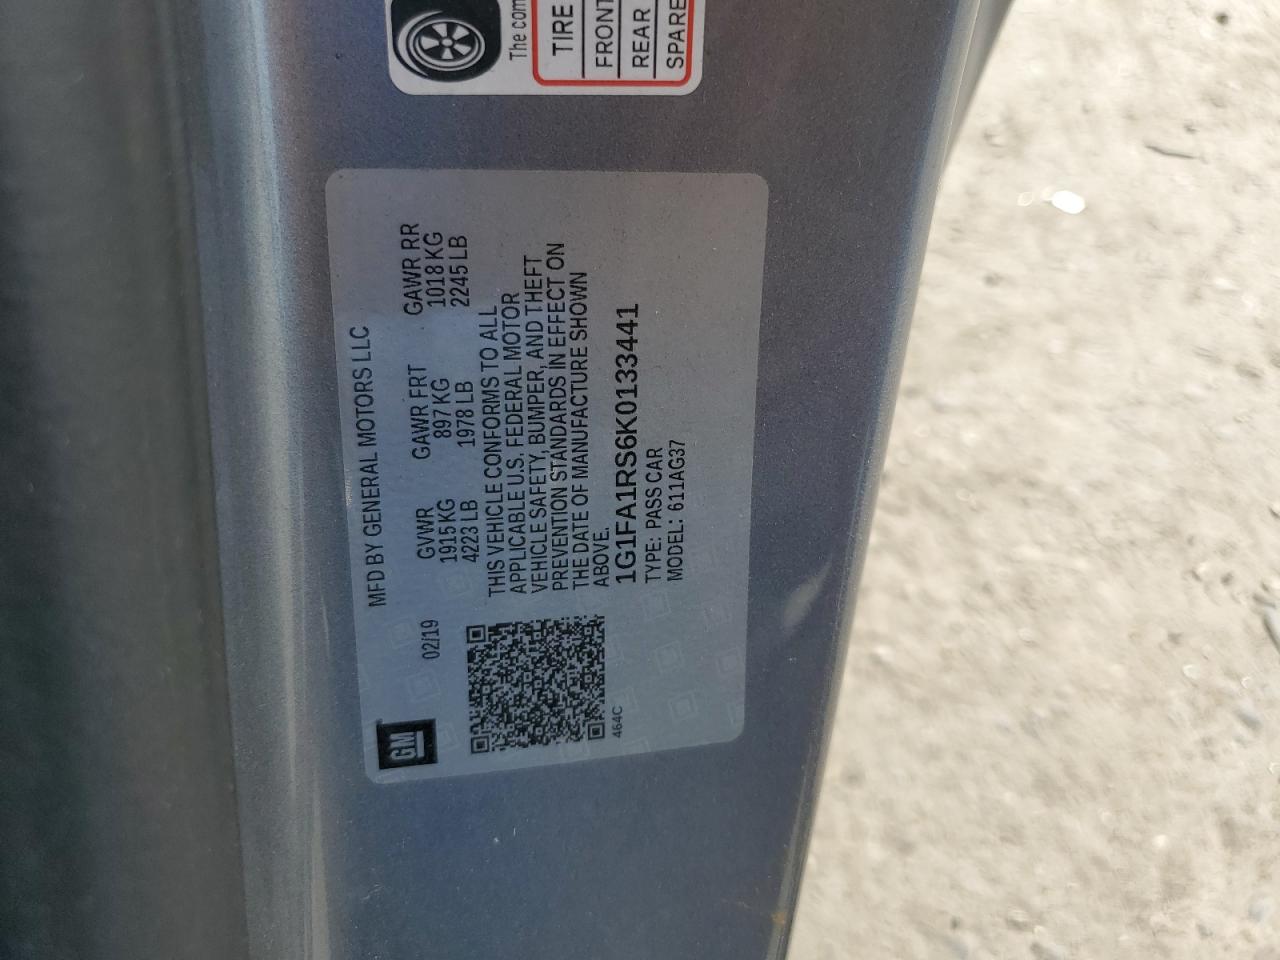 The com
TIRE
FRONT
REAR
SPARE
MFD BY GENERAL MOTORS LLC
02/19 GVWR GAWR FRT GAWR RR
1915 KG 897 KG 1018 KG
4223 LB 1978 LB 2245 LB
THIS VEHICLE CONFORMS TO ALL
APPLICABLE U.S. FEDERAL MOTOR
VEHICLE SAFETY, BUMPER, AND THEFT
PREVENTION STANDARDS IN EFFECT ON
THE DATE OF MANUFACTURE SHOWN
ABOVE.
1G1FA1RS6K0133441
TYPE: PASS CAR
MODEL: 611AG37
GM
464C